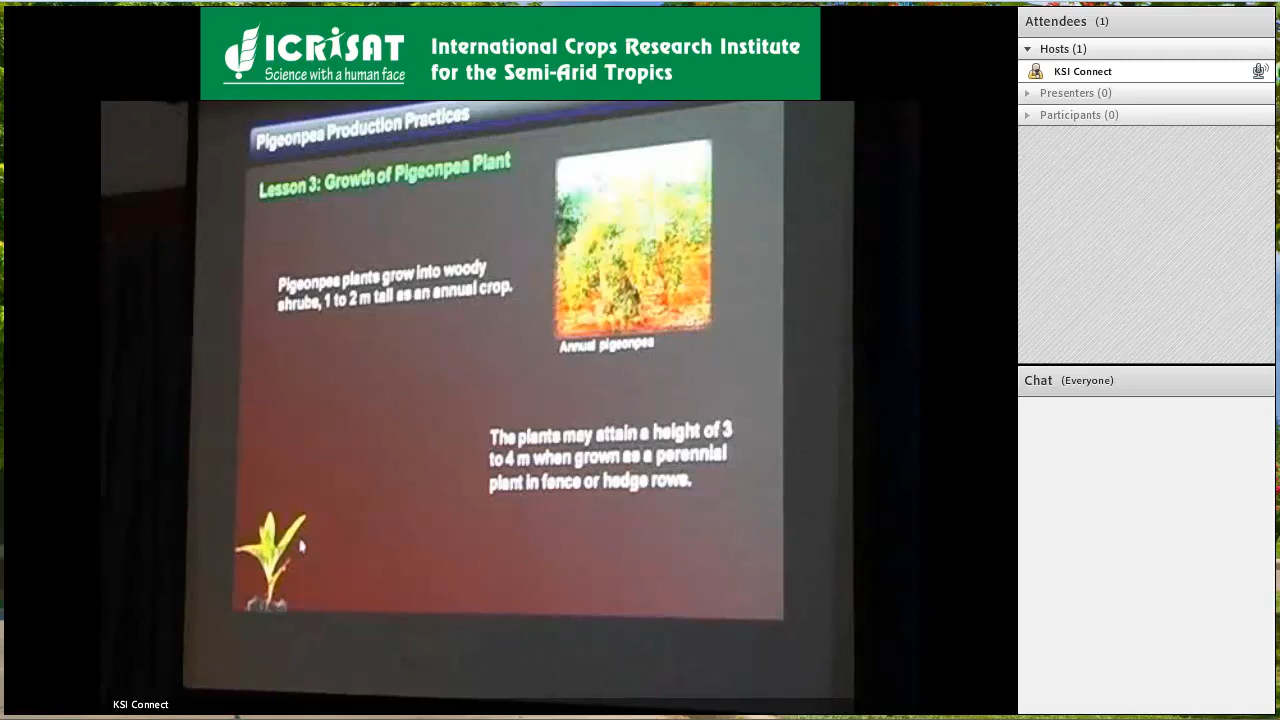 ICRISAT
Science with a human face
International Crops Research Institute
for the Semi-Arid Tropics
Pigeonpea Production Practices
Lesson 3: Growth of Pigeonpea Plant
Pigeonpea plants grow into woody
shrubs, 1 to 2 m tall as an annual crop.
Annual pigeonpea
The plants may attain a height of 3
to 4 m when grown as a perennial
plant in fence or hedge rows.
KSI Connect
Attendees (1)
Hosts (1)
KSI Connect
Presenters (0)
Participants (0)
Chat (Everyone)